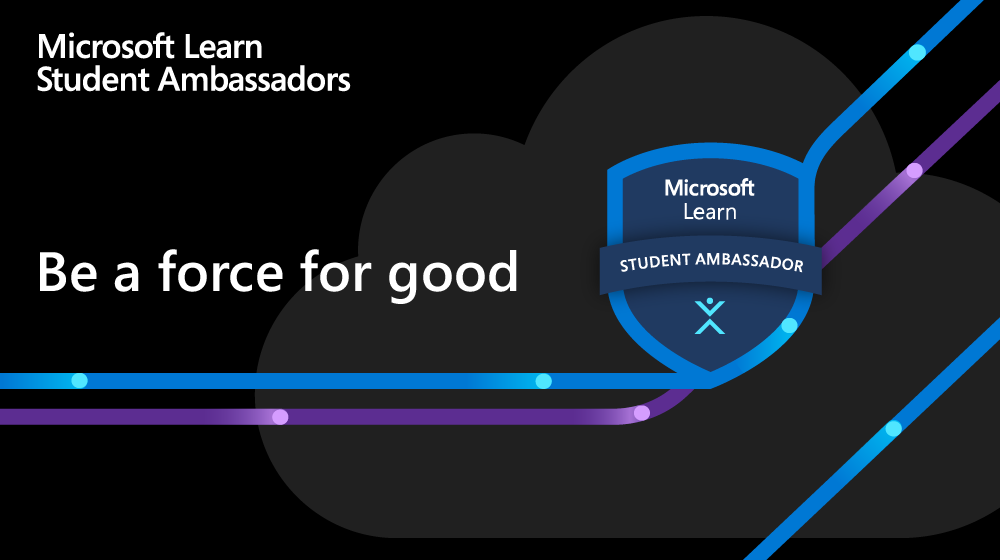 Microsoft Learn
Student Ambassadors
Be a force for good
Microsoft
Learn
STUDENT AMBASSADOR